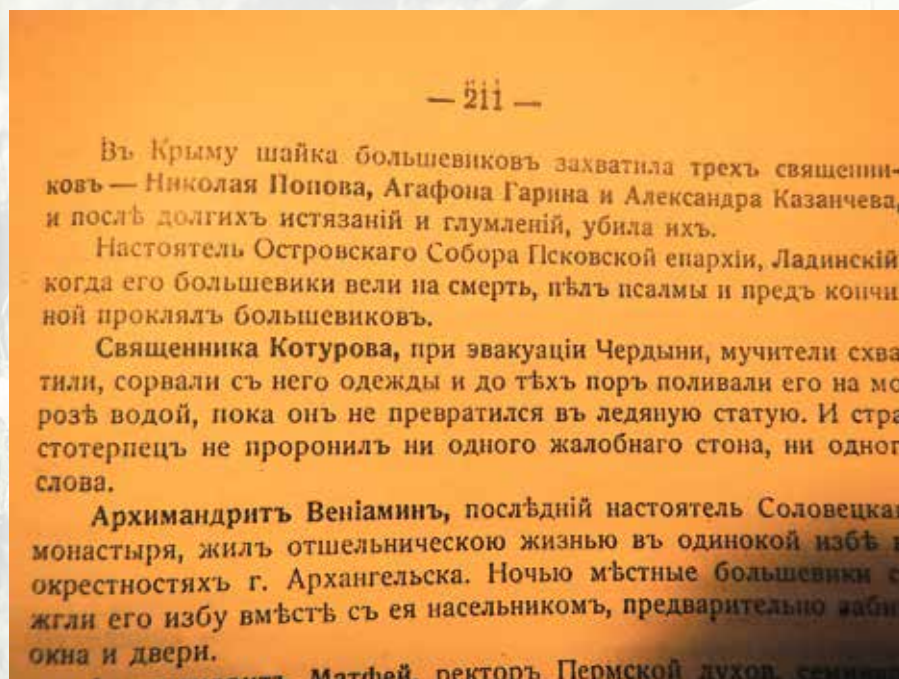 — 211 —
Въ Крыму шайка большевиковъ захватила трехъ священни-
ковъ — Николая Попова, Агафона Гарина и Александра Казанчева,
и послѣ долгихъ истязаній и глумленій, убила ихъ.
Настоятель Островскаго Собора Псковской епархіи, Ладинскій
когда его большевики вели на смерть, пѣлъ псалмы и предъ кончи
ной проклялъ большевиковъ.
Священника Котурова, при эвакуаціи Чердыни, мучители схва
тили, сорвали съ него одежды и до тѣхъ поръ поливали его на мо
розѣ водой, пока онъ не превратился въ ледяную статую. И стра
стотерпецъ не проронилъ ни одного жалобнаго стона, ни одног
слова.
Архимандритъ Веніаминъ, послѣдній настоятель Соловецка
монастыря, жилъ отшельническою жизнью въ одинокой избѣ
окрестностяхъ г. Архангельска. Ночью мѣстные большевики с
жгли его избу вмѣстѣ съ ея насельникомъ, предварительно заби
окна и двери.
Матфей, ректоръ Пермской духов. семинар